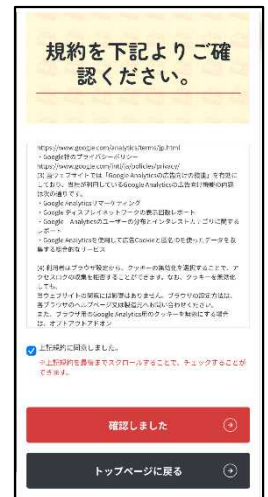 規約を下記よりご確
認ください。
https://www.google.com/analytics/terms/jp.html
・Google社のプライバシーポリシー
https://www.google.com/intl/ja/policies/privacy/
(3) 当ウェブサイトでは「Google Analyticsの広告向けの機能」を有効に
しており、当社が利用しているGoogle Analyticsの広告向け機能の内容
は次の通りです。
・Google Analyticsリマーケティング
・Google ディスプレイネットワークの表示回数レポート
・Google Analyticsのユーザーの分布とインタレストカテゴリに関する
レポート
・Google Analyticsを使用して広告Cookieと匿名のIDを使ったデータを収
集する統合的なサービス
(4) 利用者はブラウザ設定から、クッキーの無効化を選択することで、ア
クセスログの収集を拒否することができます。なお、クッキーを無効化
しても、
当ウェブサイトの閲覧には影響はありません。ブラウザの設定方法は、
各ブラウザのヘルプページ又は製造元へお問い合わせください。
また、ブラウザ用のGoogle Analytics用のクッキーを無効にする場合
は、オプトアウトアドオン
上記規約に同意しました。
※上記規約を最後までスクロールすることで、チェックすることが
できます。
確認しました
トップページに戻る